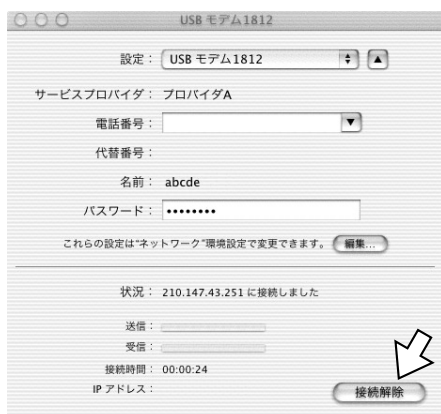 USB モデム1812
設定： USB モデム1812
サービスプロバイダ： プロバイダA
電話番号：
代替番号：
名前： abcde
パスワード： ••••••••
これらの設定は“ネットワーク”環境設定で変更できます。 編集...
状況： 210.147.43.251 に接続しました
送信：
受信：
接続時間： 00:00:24
IP アドレス：
接続解除